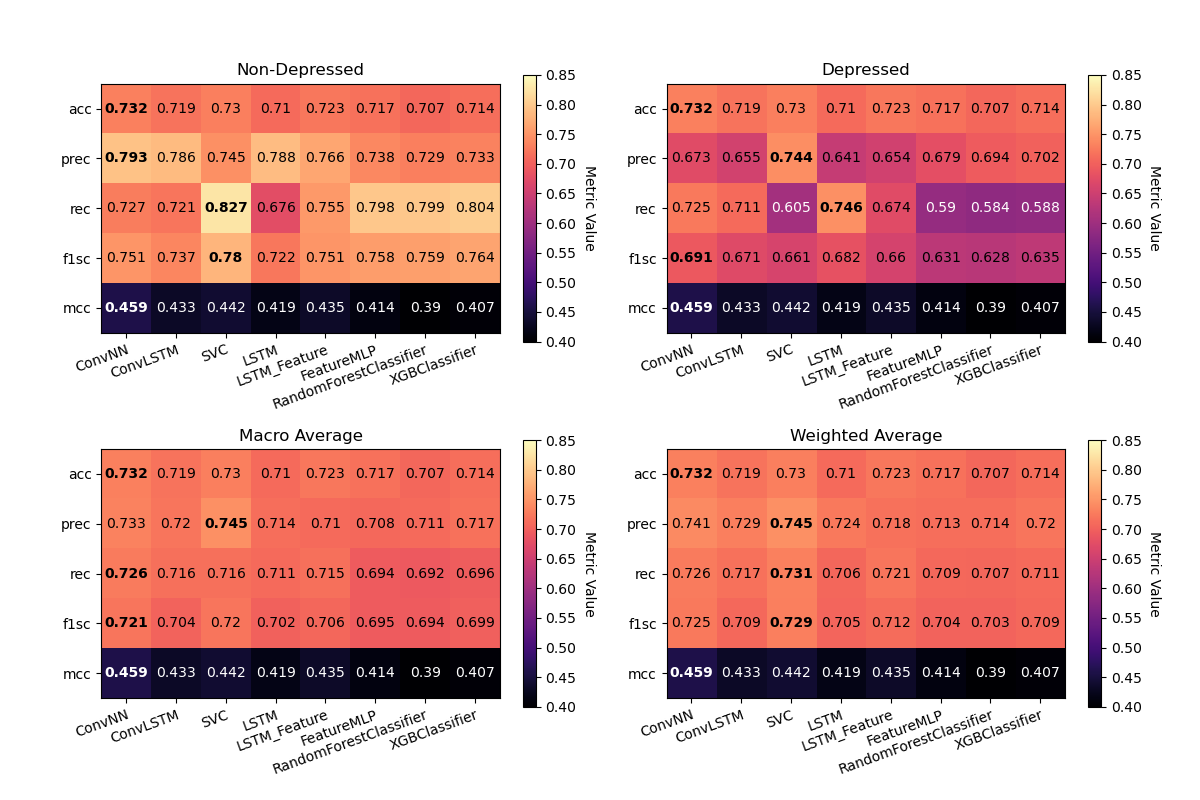 Non-Depressed
acc 0.732 0.719 0.73 0.71 0.723 0.717 0.707 0.714
prec 0.793 0.786 0.745 0.788 0.766 0.738 0.729 0.733
rec 0.727 0.721 0.827 0.676 0.755 0.798 0.799 0.804
f1sc 0.751 0.737 0.78 0.722 0.751 0.758 0.759 0.764
mcc 0.459 0.433 0.442 0.419 0.435 0.414 0.39 0.407
ConvNN ConvLSTM SVC LSTM LSTM_Feature FeatureMLP RandomForestClassifier XGBClassifier
0.85
0.80
0.75
0.70
0.65
0.60
0.55
0.50
0.45
0.40
Metric Value
Depressed
acc 0.732 0.719 0.73 0.71 0.723 0.717 0.707 0.714
prec 0.673 0.655 0.744 0.641 0.654 0.679 0.694 0.702
rec 0.725 0.711 0.605 0.746 0.674 0.59 0.584 0.588
f1sc 0.691 0.671 0.661 0.682 0.66 0.631 0.628 0.635
mcc 0.459 0.433 0.442 0.419 0.435 0.414 0.39 0.407
ConvNN ConvLSTM SVC LSTM LSTM_Feature FeatureMLP RandomForestClassifier XGBClassifier
0.85
0.80
0.75
0.70
0.65
0.60
0.55
0.50
0.45
0.40
Metric Value
Macro Average
acc 0.732 0.719 0.73 0.71 0.723 0.717 0.707 0.714
prec 0.733 0.72 0.745 0.714 0.71 0.708 0.711 0.717
rec 0.726 0.716 0.716 0.711 0.715 0.694 0.692 0.696
f1sc 0.721 0.704 0.72 0.702 0.706 0.695 0.694 0.699
mcc 0.459 0.433 0.442 0.419 0.435 0.414 0.39 0.407
ConvNN ConvLSTM SVC LSTM LSTM_Feature FeatureMLP RandomForestClassifier XGBClassifier
0.85
0.80
0.75
0.70
0.65
0.60
0.55
0.50
0.45
0.40
Metric Value
Weighted Average
acc 0.732 0.719 0.73 0.71 0.723 0.717 0.707 0.714
prec 0.741 0.729 0.745 0.724 0.718 0.713 0.714 0.72
rec 0.726 0.717 0.731 0.706 0.721 0.709 0.707 0.711
f1sc 0.725 0.709 0.729 0.705 0.712 0.704 0.703 0.709
mcc 0.459 0.433 0.442 0.419 0.435 0.414 0.39 0.407
ConvNN ConvLSTM SVC LSTM LSTM_Feature FeatureMLP RandomForestClassifier XGBClassifier
0.85
0.80
0.75
0.70
0.65
0.60
0.55
0.50
0.45
0.40
Metric Value